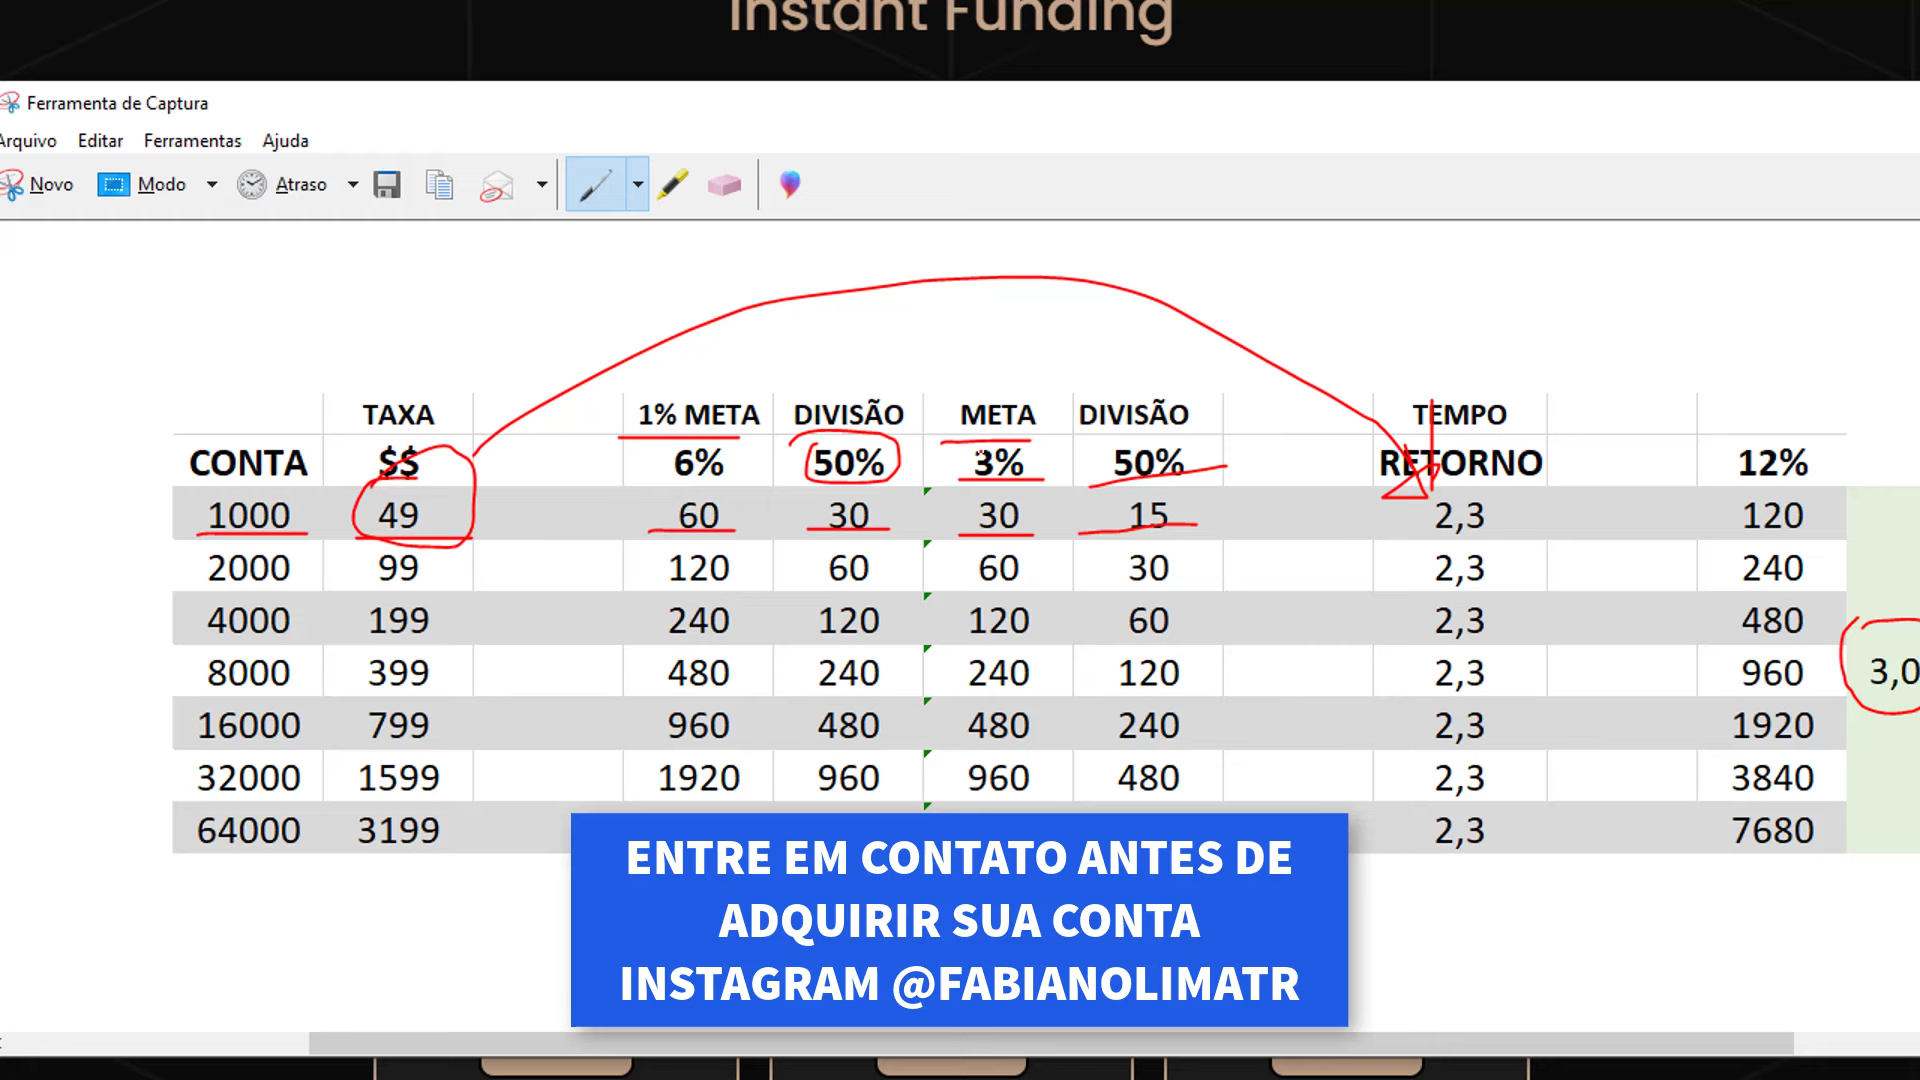 Instant Funding
Ferramenta de Captura
Arquivo Editar Ferramentas Ajuda
Novo Modo Atraso
TAXA 1% META DIVISÃO META DIVISÃO TEMPO
CONTA $$ 6% 50% 3% 50% RETORNO 12%
1000 49 60 30 30 15 2,3 120
2000 99 120 60 60 30 2,3 240
4000 199 240 120 120 60 2,3 480
8000 399 480 240 240 120 2,3 960 3,0
16000 799 960 480 480 240 2,3 1920
32000 1599 1920 960 960 480 2,3 3840
64000 3199 2,3 7680
ENTRE EM CONTATO ANTES DE
ADQUIRIR SUA CONTA
INSTAGRAM @FABIANOLIMATR